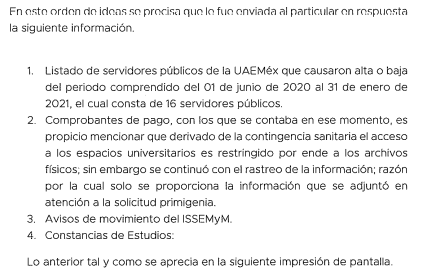 En este orden de ideas se precisa que le fue enviada al particular en respuesta
la siguiente información.
1. Listado de servidores públicos de la UAEMéx que causaron alta o baja
del periodo comprendido del 01 de junio de 2020 al 31 de enero de
2021, el cual consta de 16 servidores públicos.
2. Comprobantes de pago, con los que se contaba en ese momento, es
propicio mencionar que derivado de la contingencia sanitaria el acceso
a los espacios universitarios es restringido por ende a los archivos
físicos; sin embargo se continuó con el rastreo de la información; razón
por la cual solo se proporciona la información que se adjuntó en
atención a la solicitud primigenia.
3. Avisos de movimiento del ISSEMyM.
4. Constancias de Estudios:
Lo anterior tal y como se aprecia en la siguiente impresión de pantalla.